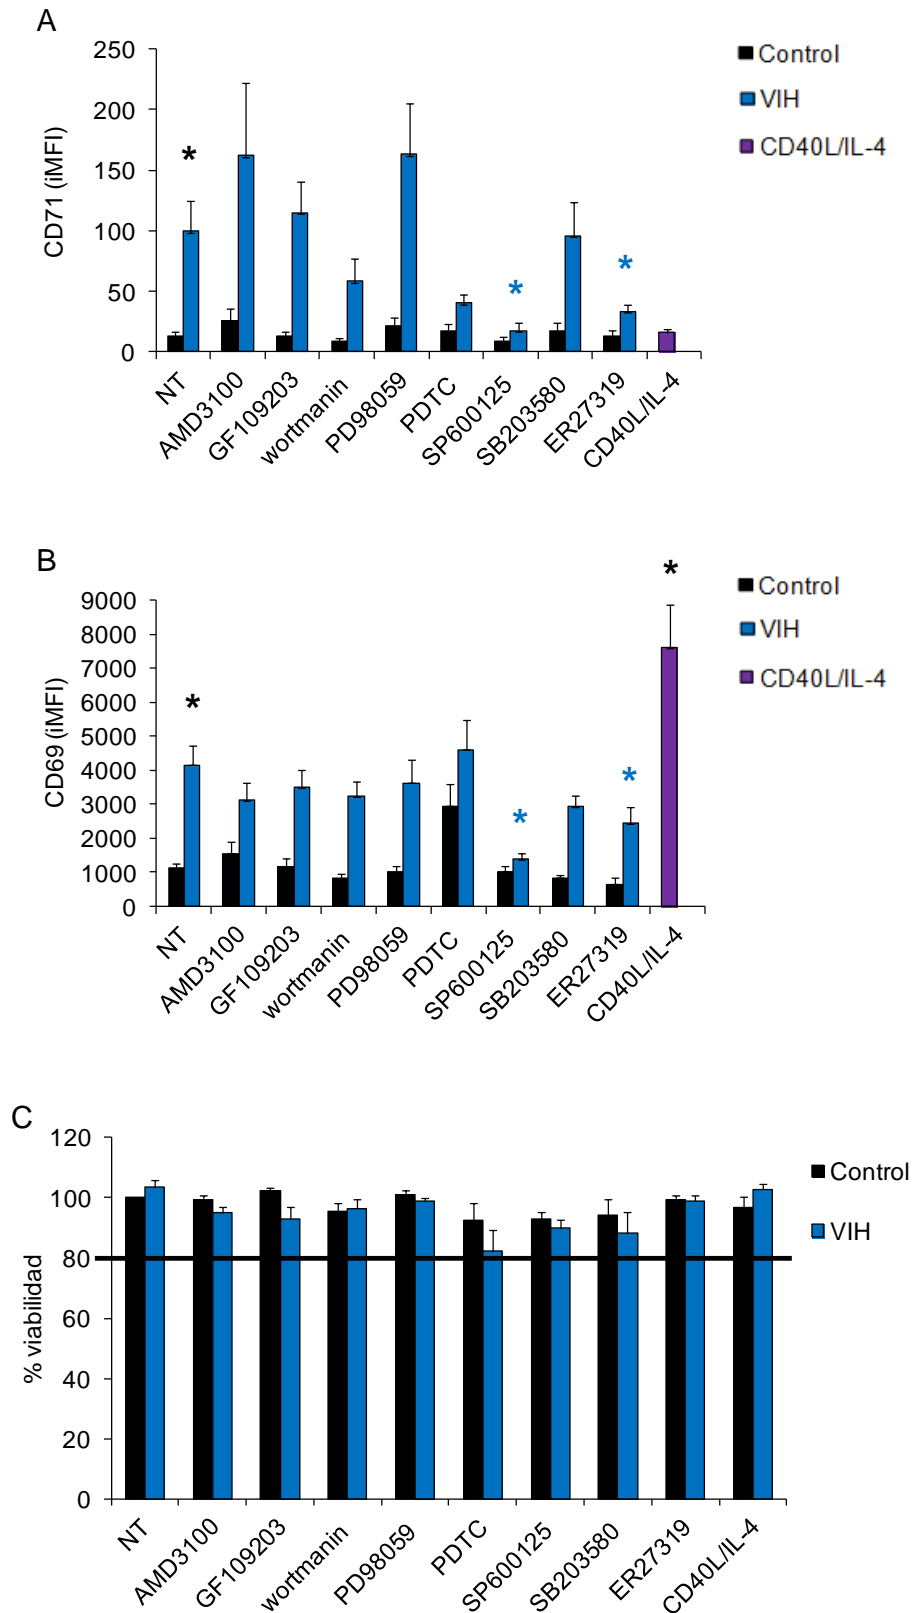 A
CD71 (iMFI)
250
200
150
100
50
0
*
*
*
Control
VIH
CD40L/IL-4
NT
AMD3100
GF109203
wortmanin
PD98059
PDTC
SP600125
SB203580
ER27319
CD40L/IL-4
B
CD69 (iMFI)
9000
8000
7000
6000
5000
4000
3000
2000
1000
0
*
*
*
*
Control
VIH
CD40L/IL-4
NT
AMD3100
GF109203
wortmanin
PD98059
PDTC
SP600125
SB203580
ER27319
CD40L/IL-4
C
% viabilidad
120
100
80
60
40
20
0
Control
VIH
NT
AMD3100
GF109203
wortmanin
PD98059
PDTC
SP600125
SB203580
ER27319
CD40L/IL-4